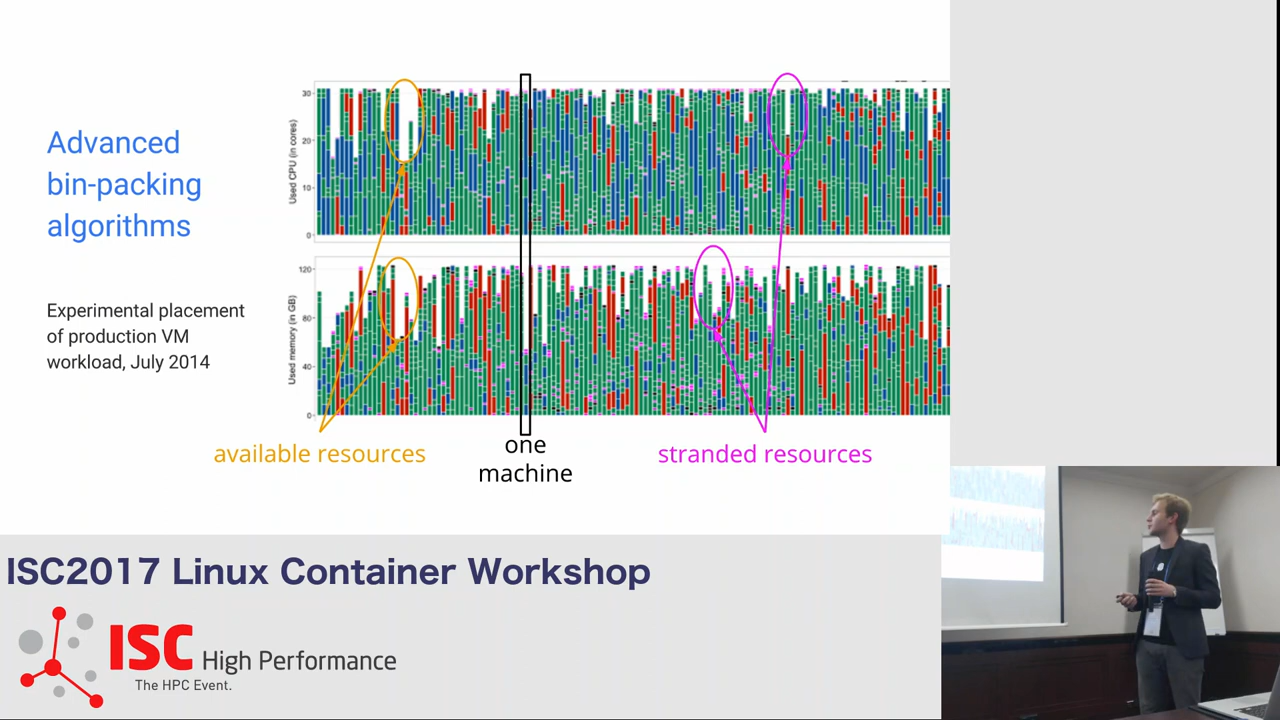 Advanced
bin-packing
algorithms
Experimental placement
of production VM
workload, July 2014
Used CPU (in cores)
30
20
10
0
Used memory (in GB)
120
80
40
0
available resources
one
machine
stranded resources
ISC2017 Linux Container Workshop
ISC High Performance
The HPC Event.